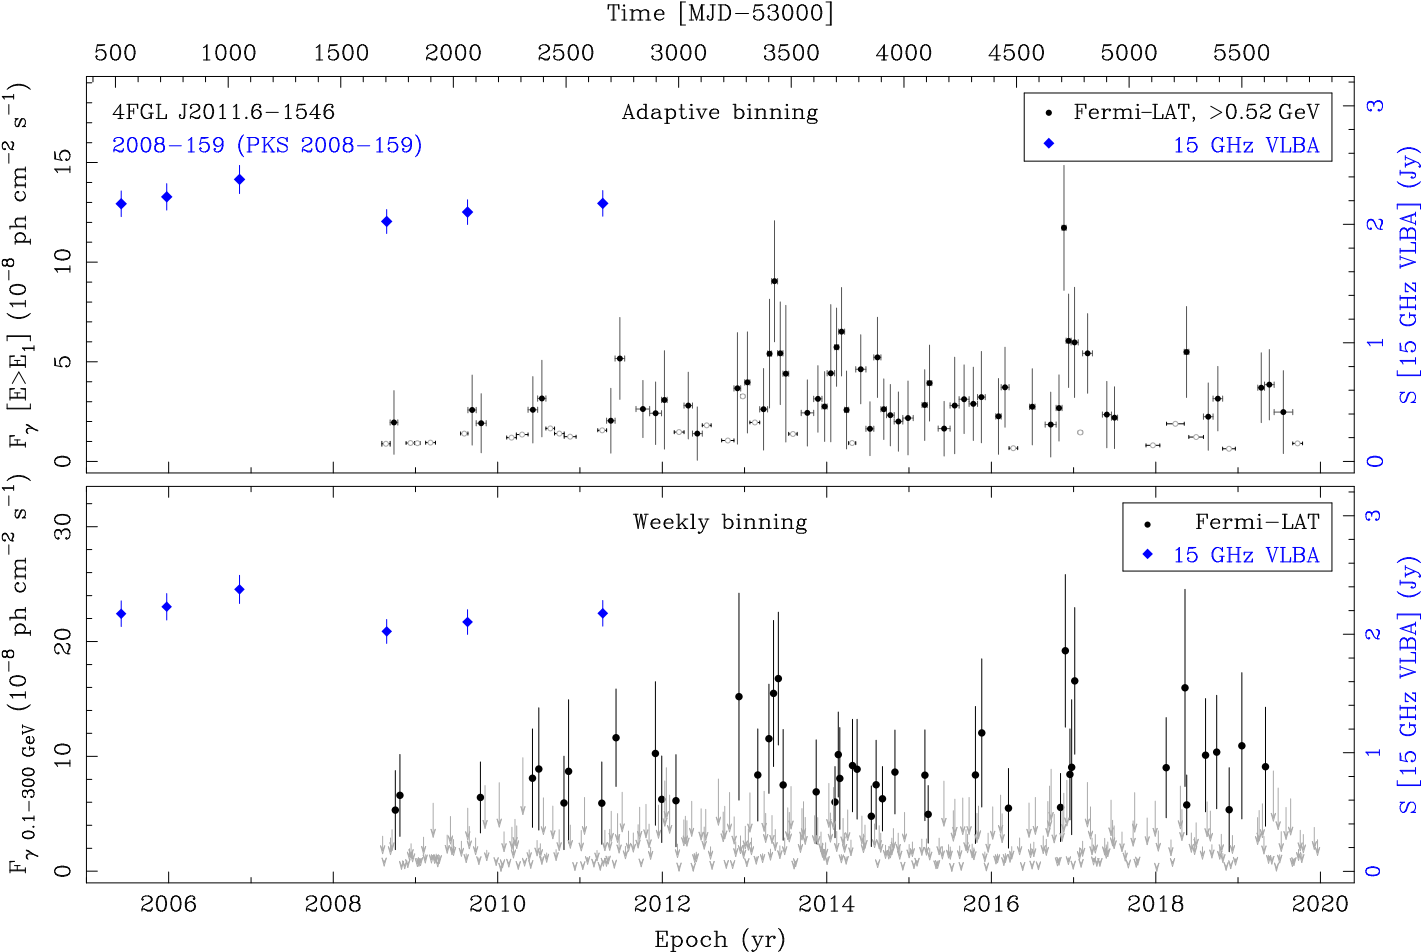 Time [MJD−53000]
500 1000 1500 2000 2500 3000 3500 4000 4500 5000 5500
4FGL J2011.6−1546
2008−159 (PKS 2008−159)
Adaptive binning
Fermi−LAT, >0.52 GeV
15 GHz VLBA
Fγ [E>E1] (10−8 ph cm−2 s−1)
15
10
5
0
S [15 GHz VLBA] (Jy)
3
2
1
0
Weekly binning
Fermi−LAT
15 GHz VLBA
Fγ 0.1−300 GeV (10−8 ph cm−2 s−1)
30
20
10
0
S [15 GHz VLBA] (Jy)
3
2
1
0
2006 2008 2010 2012 2014 2016 2018 2020
Epoch (yr)